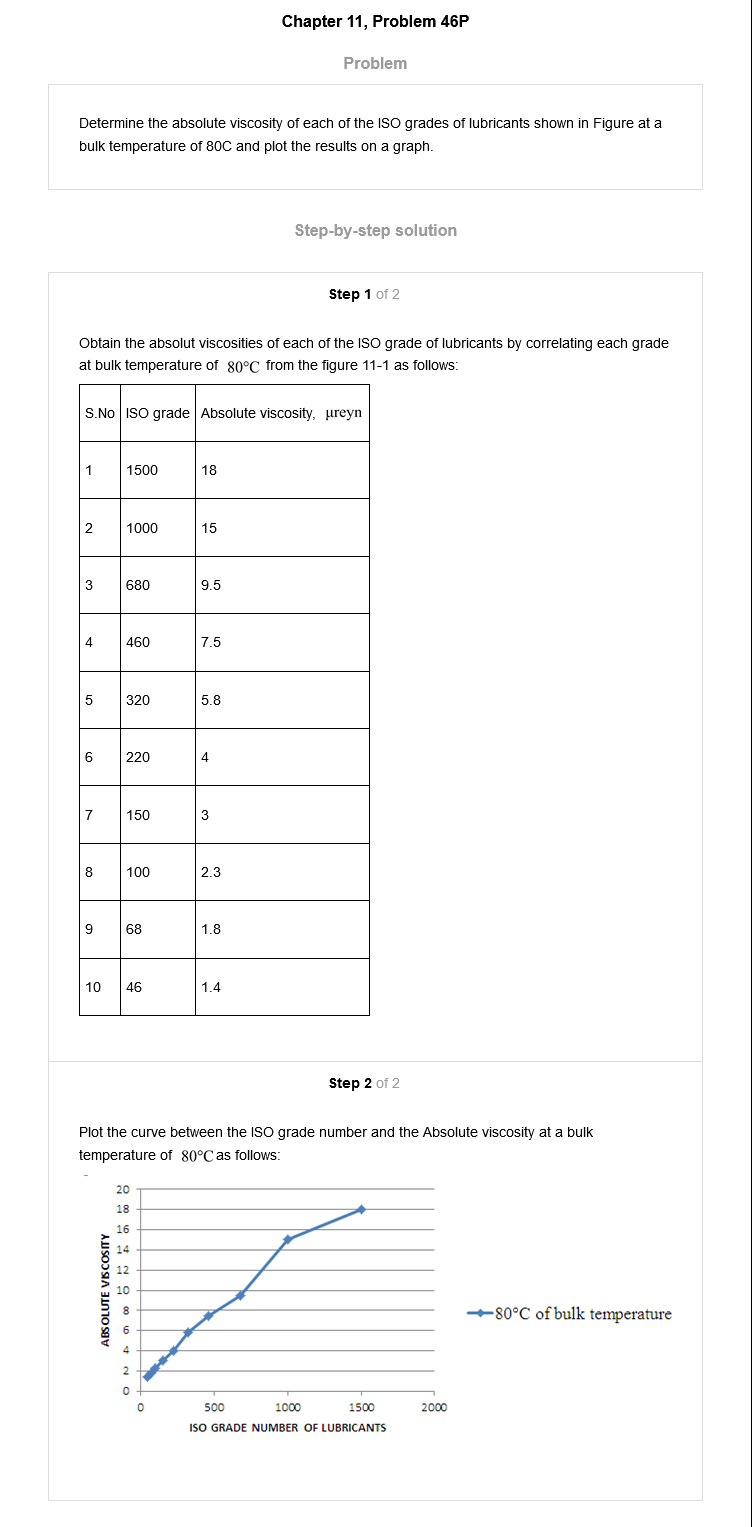 Chapter 11, Problem 46P
Problem
Determine the absolute viscosity of each of the ISO grades of lubricants shown in Figure at a
bulk temperature of 80C and plot the results on a graph.
Step-by-step solution
Step 1 of 2
Obtain the absolut viscosities of each of the ISO grade of lubricants by correlating each grade
at bulk temperature of 80°C from the figure 11-1 as follows:
S.No ISO grade Absolute viscosity, μreyn
1 1500 18
2 1000 15
3 680 9.5
4 460 7.5
5 320 5.8
6 220 4
7 150 3
8 100 2.3
9 68 1.8
10 46 1.4
Step 2 of 2
Plot the curve between the ISO grade number and the Absolute viscosity at a bulk
temperature of 80°C as follows:
ABSOLUTE VISCOSITY
20
18
16
14
12
10
8
6
4
2
0
0 500 1000 1500 2000
ISO GRADE NUMBER OF LUBRICANTS
80°C of bulk temperature